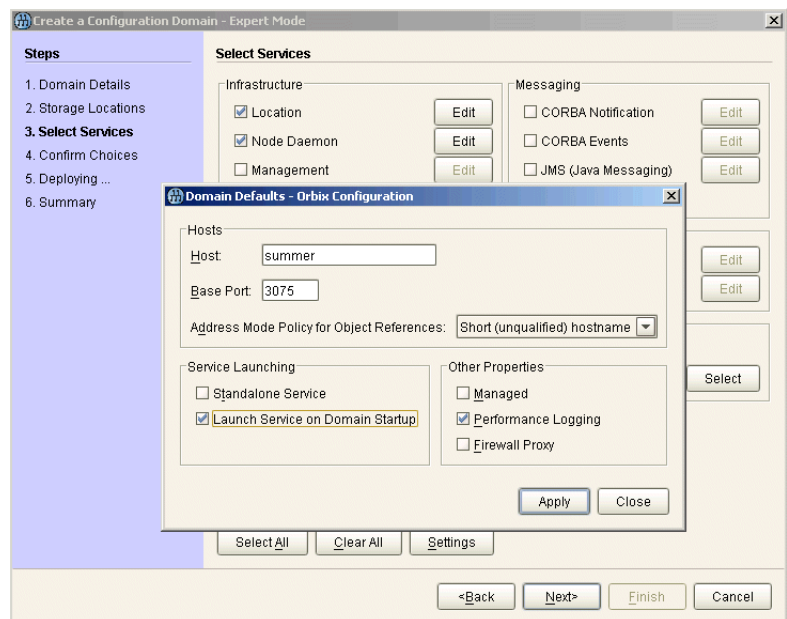 Create a Configuration Domain - Expert Mode
Steps
1. Domain Details
2. Storage Locations
3. Select Services
4. Confirm Choices
5. Deploying ...
6. Summary
Select Services
Infrastructure
Location Edit
Node Daemon Edit
Management Edit
Messaging
CORBA Notification Edit
CORBA Events Edit
JMS (Java Messaging) Edit
Edit
Edit
Select
Domain Defaults - Orbix Configuration
Hosts
Host: summer
Base Port: 3075
Address Mode Policy for Object References: Short (unqualified) hostname
Service Launching
Standalone Service
Launch Service on Domain Startup
Other Properties
Managed
Performance Logging
Firewall Proxy
Apply Close
Select All Clear All Settings
<Back Next> Finish Cancel